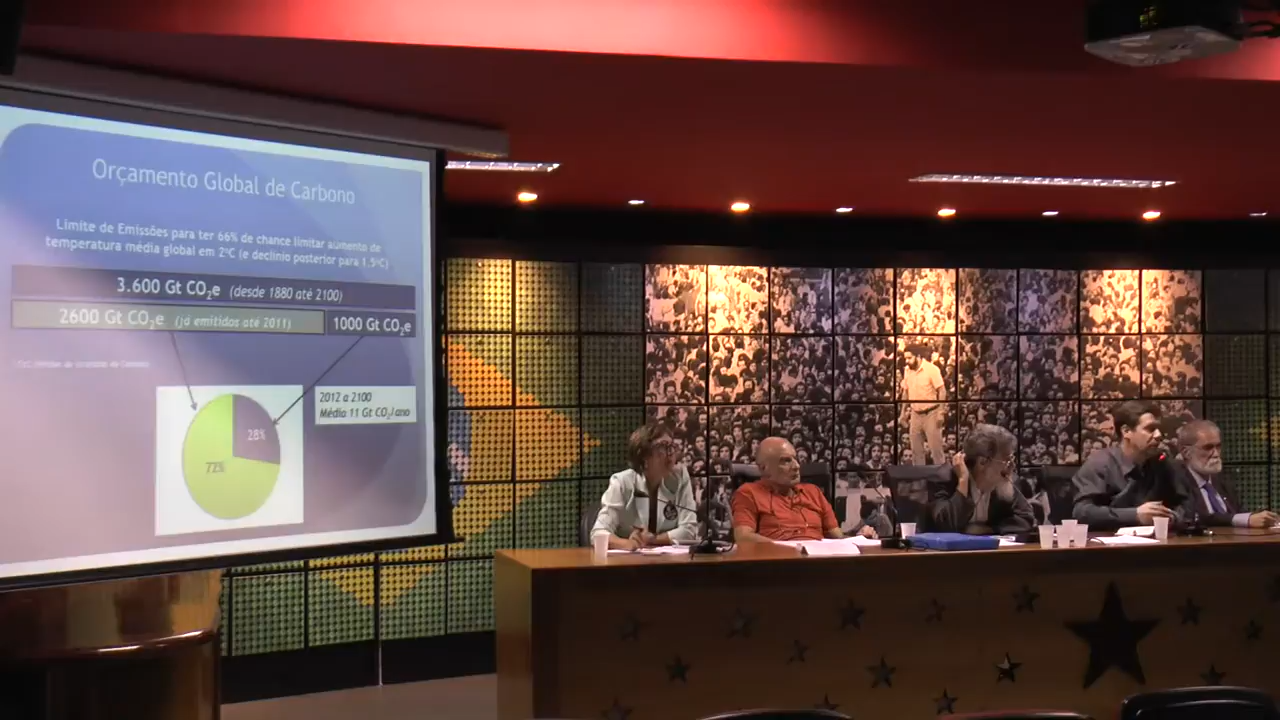 Orçamento Global de Carbono
Limite de Emissões para ter 66% de chance limitar aumento de
temperatura média global em 2ºC (e declínio posterior para 1.5ºC)
3.600 Gt CO2e (desde 1880 até 2100)
2600 Gt CO2e (já emitidos até 2011) 1000 Gt CO2e
2012 a 2100
Média 11 Gt CO2/ano
28%
72%